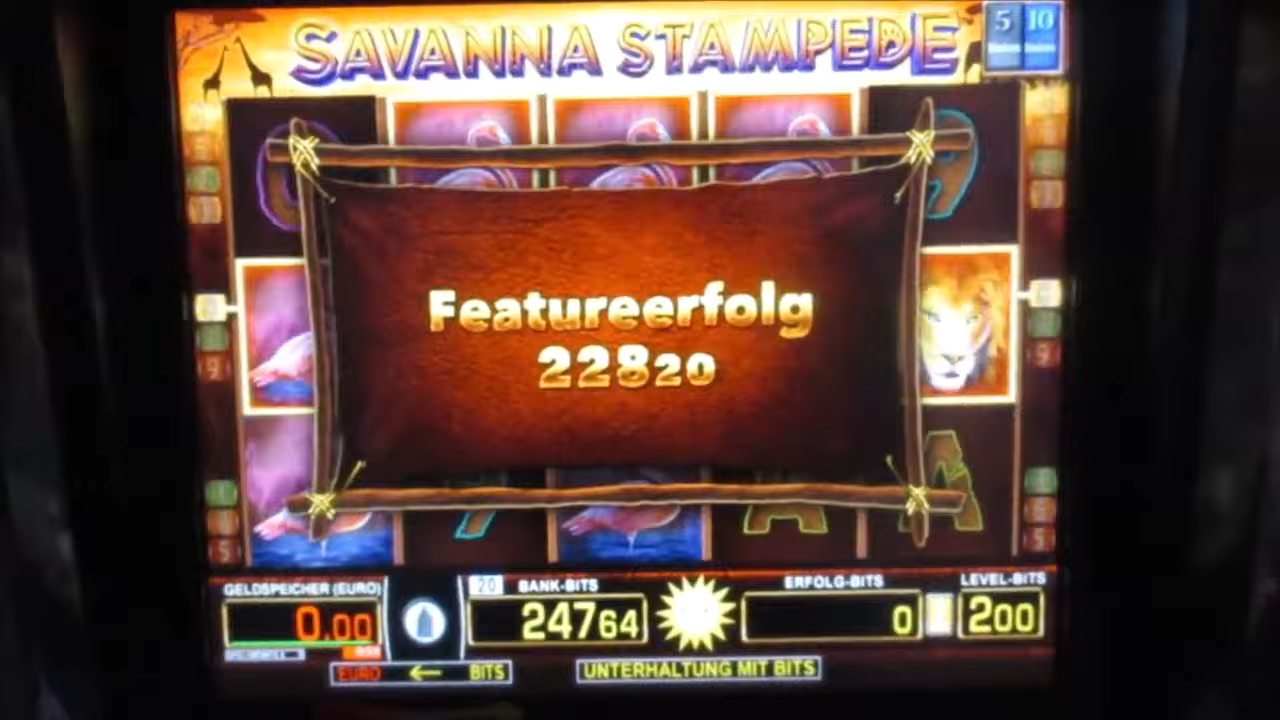 SAVANNA STAMPEDE
5 10
Featureerfolg
22820
GELDSPEICHER (EURO)
0.00
20 BANK-BITS
24764
ERFOLG-BITS
0
LEVEL-BITS
200
EURO ← BITS
UNTERHALTUNG MIT BITS